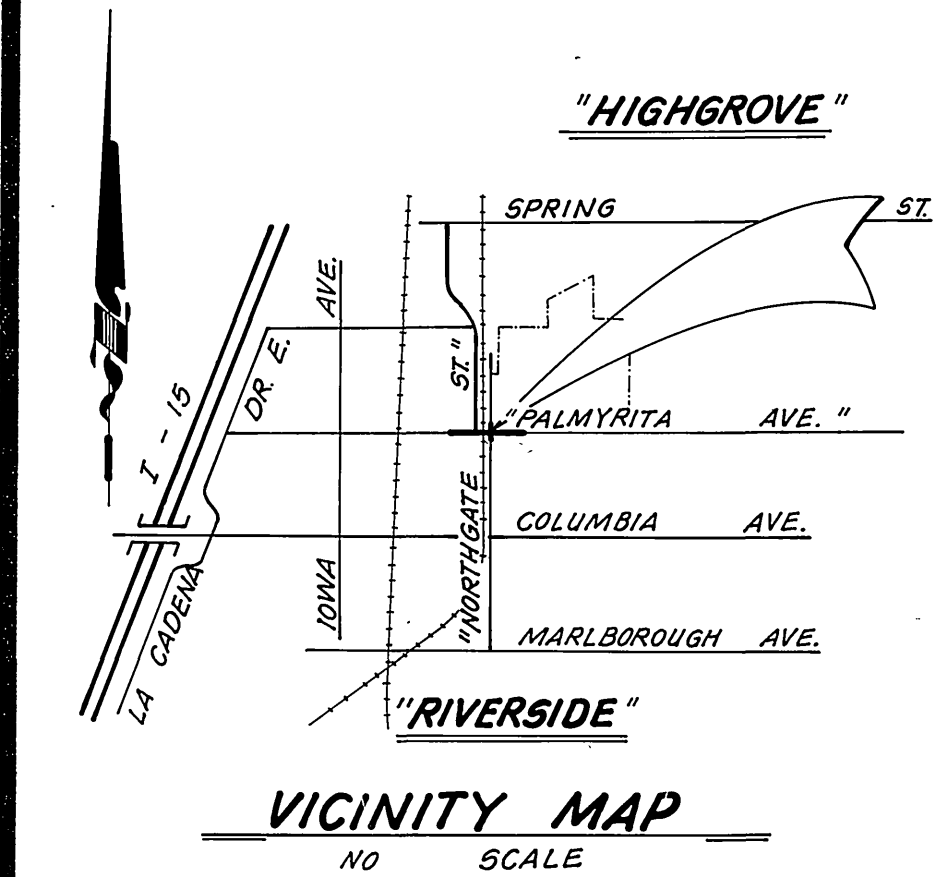 "HIGHGROVE"
SPRING ST.
IOWA AVE.
LA CADENA DR. E.
I - 15
"NORTHGATE ST."
"PALMYRITA AVE."
COLUMBIA AVE.
MARLBOROUGH AVE.
"RIVERSIDE"
VICINITY MAP
NO SCALE